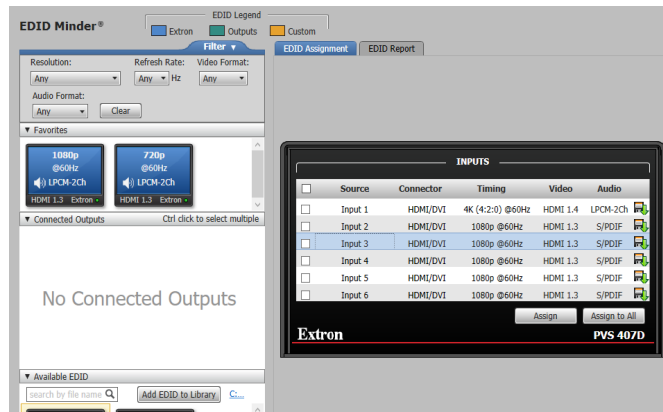 EDID Minder®
EDID Legend
Extron Outputs Custom
Filter ▼
Resolution: Refresh Rate: Video Format:
Any Any Hz Any
Audio Format:
Any Clear
▼ Favorites
1080p
@60Hz
LPCM-2Ch
HDMI 1.3 Extron
720p
@60Hz
LPCM-2Ch
HDMI 1.3 Extron
▼ Connected Outputs Ctrl click to select multiple
No Connected Outputs
▼ Available EDID
search by file name Add EDID to Library C:...
EDID Assignment EDID Report
INPUTS
Source Connector Timing Video Audio
Input 1 HDMI/DVI 4K (4:2:0) @60Hz HDMI 1.4 LPCM-2Ch
Input 2 HDMI/DVI 1080p @60Hz HDMI 1.3 S/PDIF
Input 3 HDMI/DVI 1080p @60Hz HDMI 1.3 S/PDIF
Input 4 HDMI/DVI 1080p @60Hz HDMI 1.3 S/PDIF
Input 5 HDMI/DVI 1080p @60Hz HDMI 1.3 S/PDIF
Input 6 HDMI/DVI 1080p @60Hz HDMI 1.3 S/PDIF
Assign Assign to All
Extron PVS 407D